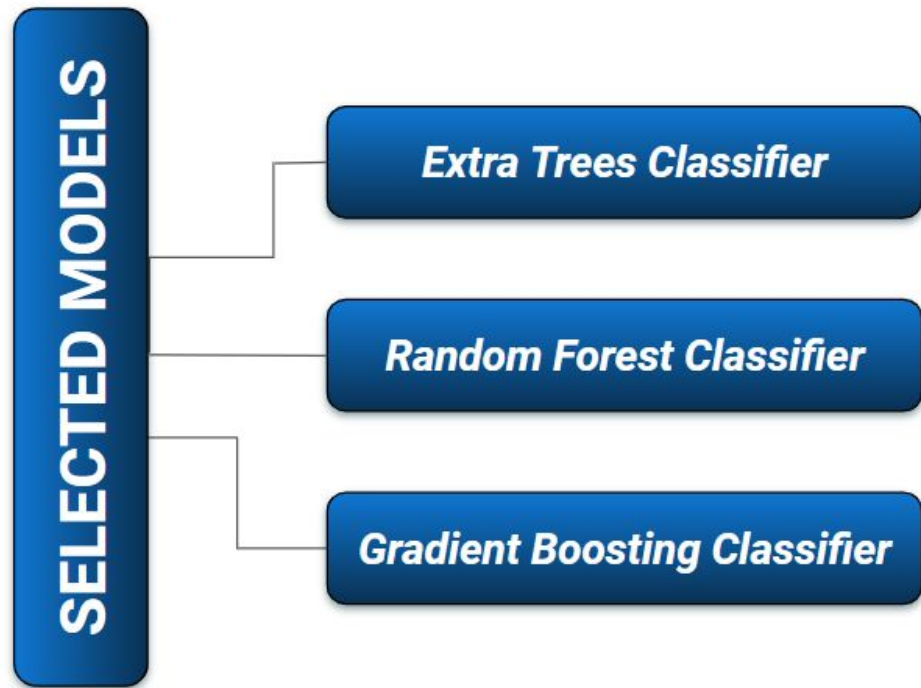 SELECTED MODELS
Extra Trees Classifier
Random Forest Classifier
Gradient Boosting Classifier